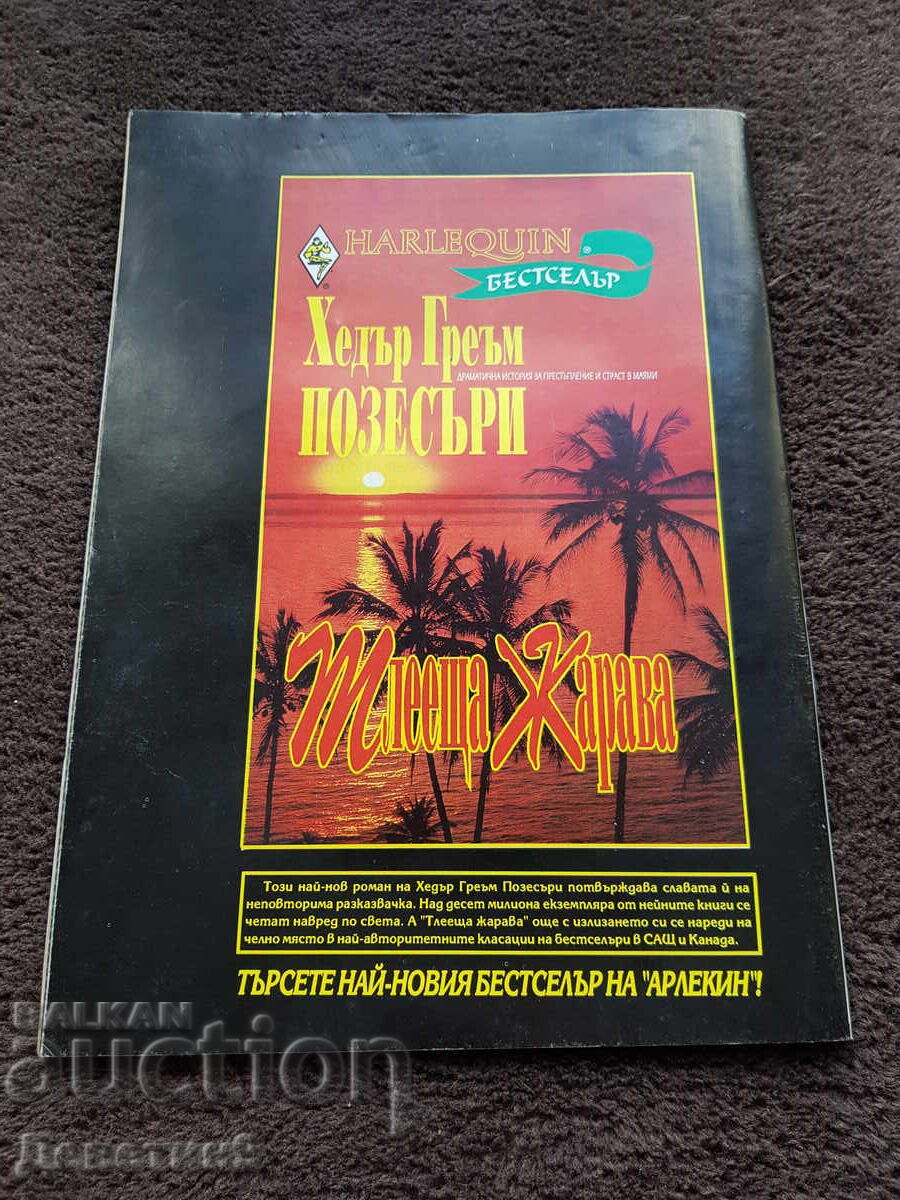 HARLEQUIN ®
БЕСТСЕЛЪР
®
Хедър Греъм
ДРАМАТИЧНА ИСТОРИЯ ЗА ПРЕСТЪПЛЕНИЕ И СТРАСТ В МАЯМИ
ПОЗЕСЪРИ
Тлееща Жарава
Този най-нов роман на Хедър Греъм Позесъри потвърждава славата ѝ на
неповторима разказвачка. Над десет милиона екземпляра от нейните книги се
четат навред по света. А "Тлееща жарава" още с излизането си се нареди на
челно място в най-авторитетните класации на бестселъри в САЩ и Канада.
ТЪРСЕТЕ НАЙ-НОВИЯ БЕСТСЕЛЪР НА "АРЛЕКИН"!
BALKAN
auction
Деветив